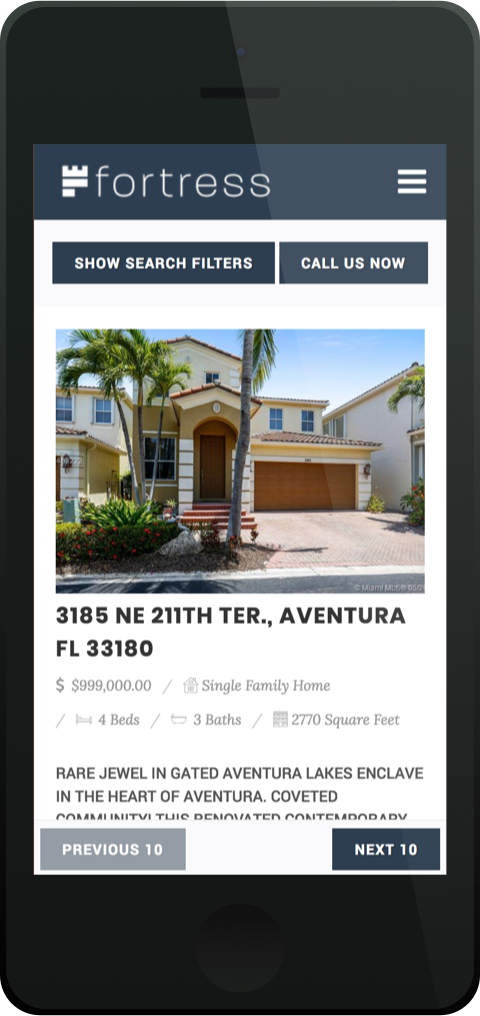 fortress
SHOW SEARCH FILTERS CALL US NOW
© Miami MLS® 05/2
3185 NE 211TH TER., AVENTURA
FL 33180
$ $999,000.00 / Single Family Home
/ 4 Beds / 3 Baths / 2770 Square Feet
RARE JEWEL IN GATED AVENTURA LAKES ENCLAVE
IN THE HEART OF AVENTURA. COVETED
COMMUNITY! THIS RENOVATED CONTEMPORARY
PREVIOUS 10 NEXT 10